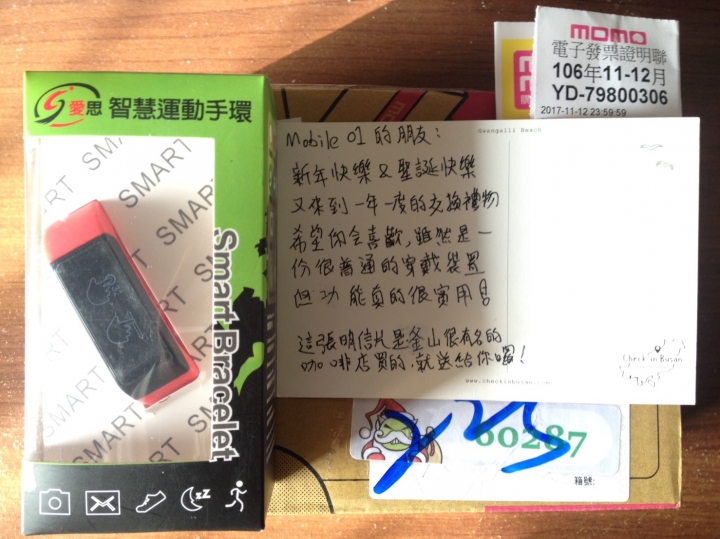 愛思 智慧運動手環
SMART
SMART
SMART
SMART
SMART
SMART
SMART
Smart Bracelet
momo
電子發票證明聯
106年11-12月
YD-79800306
2017-11-12 23:59:59
Gwangalli Beach
Mobile 01 的朋友：
新年快樂 & 聖誕快樂
又來到一年一度的交換禮物
希望你會喜歡，雖然是一
份很普通的穿戴裝置
但功能真的很實用
這張明信片是釜山很有名的
咖啡店買的，就送給你囉！
Check in Busan
www.checkinbusan.com
60287
箱號: